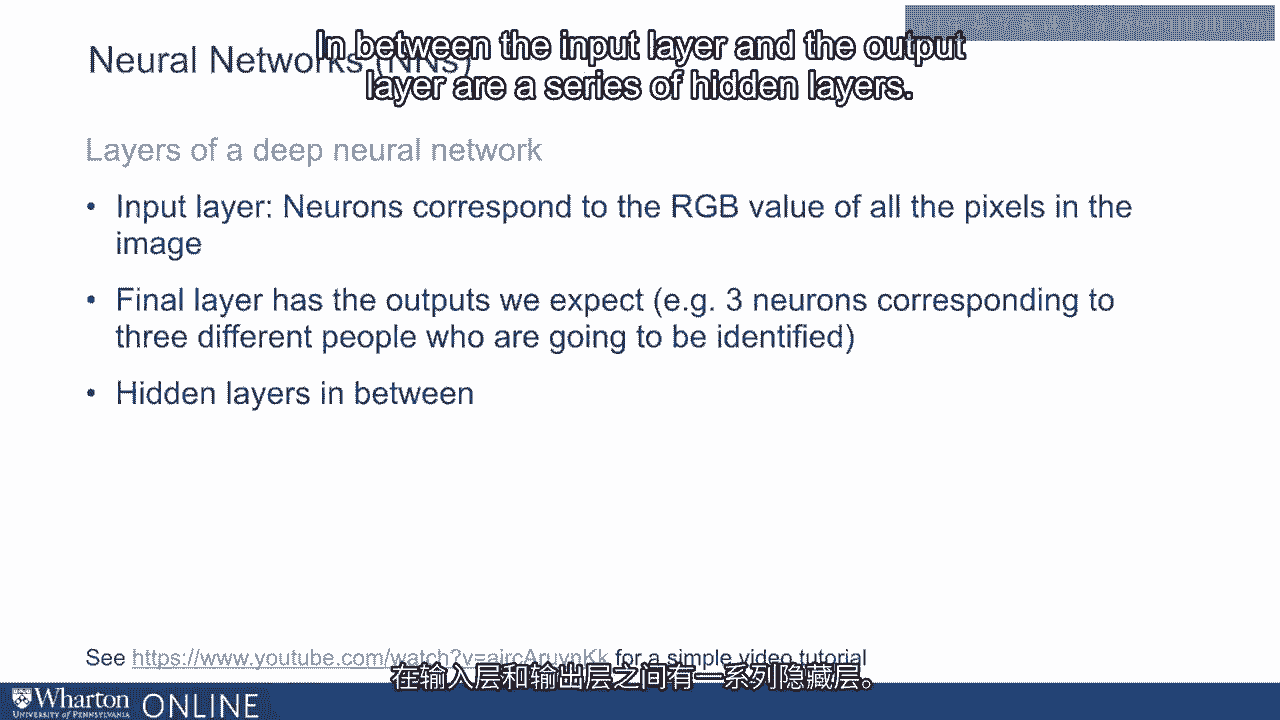 In between the input layer and the output
layer are a series of hidden layers.
Neural Networks (NNs)
Layers of a deep neural network
• Input layer: Neurons correspond to the RGB value of all the pixels in the
image
• Final layer has the outputs we expect (e.g. 3 neurons corresponding to
three different people who are going to be identified)
• Hidden layers in between
See https://www.youtube.com/watch?v=aircAruvnKk for a simple video tutorial
在输入层和输出层之间有一系列隐藏层。
Wharton ONLINE
UNIVERSITY OF PENNSYLVANIA